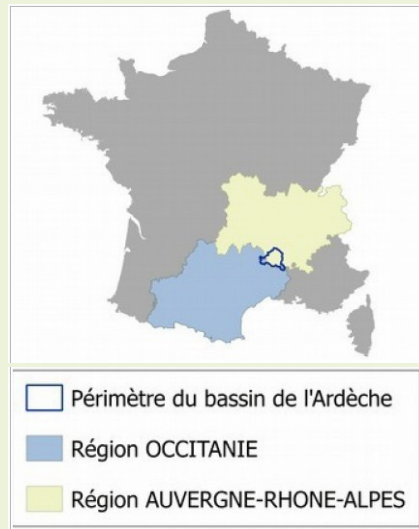 Périmètre du bassin de l'Ardèche
Région OCCITANIE
Région AUVERGNE-RHONE-ALPES